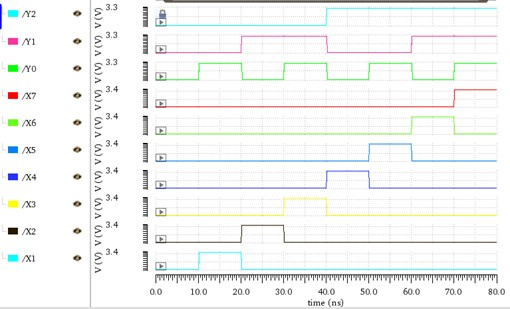 /Y2 V (V) 3.3
/Y1 V (V) 3.3
/Y0 V (V) 3.3
/X7 V (V) 3.4
/X6 V (V) 3.4
/X5 V (V) 3.4
/X4 V (V) 3.4
/X3 V (V) 3.4
/X2 V (V) 3.4
/X1 V (V) 3.4
0.0 10.0 20.0 30.0 40.0 50.0 60.0 70.0 80.0
time (ns)